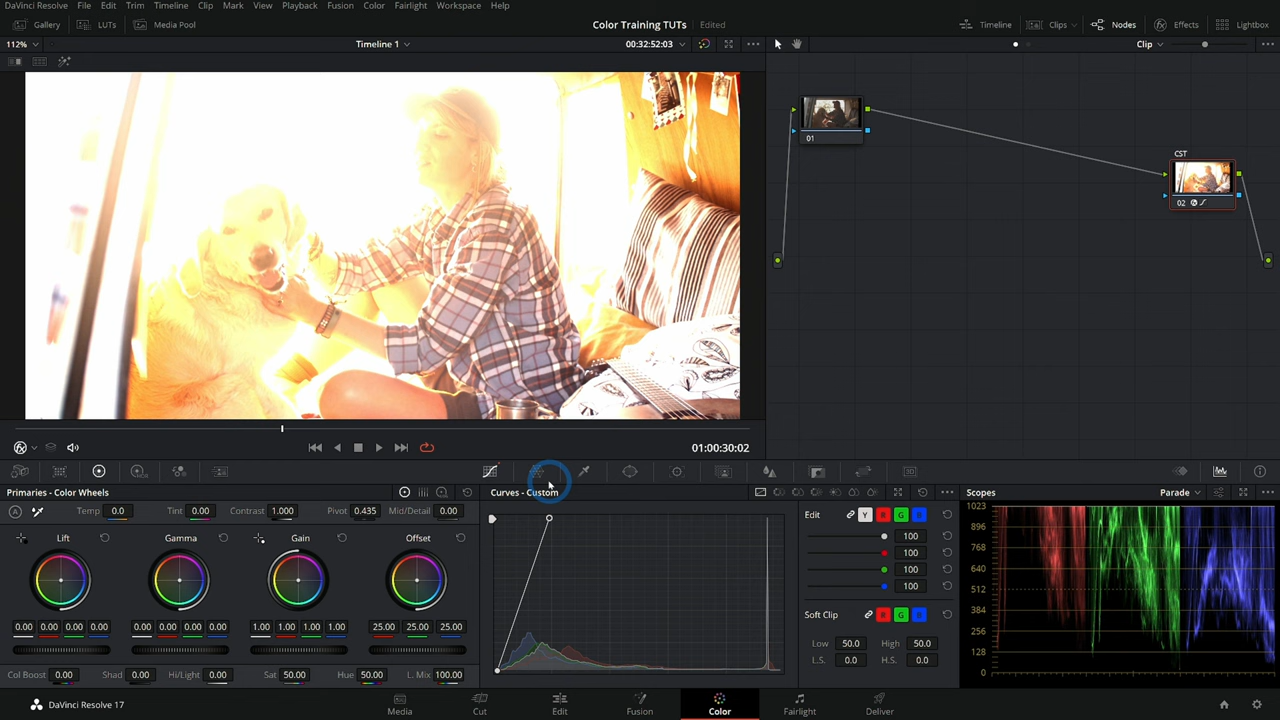 DaVinci Resolve File Edit Trim Timeline Clip Mark View Playback Fusion Color Fairlight Workspace Help
Gallery LUTs Media Pool Color Training TUTs Edited Timeline Clips Nodes Effects Lightbox
112% Timeline 1 00:32:52:03 Clip
CST
01
02
01:00:30:02
Primaries - Color Wheels Curves - Custom Scopes Parade
Temp 0.0 Tint 0.00 Contrast 1.000 Pivot 0.435 Mid/Detail 0.00
Lift Gamma Gain Offset
0.00 0.00 0.00 0.00 0.00 0.00 0.00 0.00 1.00 1.00 1.00 1.00 25.00 25.00 25.00
Col Boost 0.00 Shad 0.00 Hi/Light 0.00 Sat 50.00 Hue 50.00 L. Mix 100.00
Edit Y R G B
100
100
100
100
Soft Clip R G B
Low 50.0 High 50.0
L.S. 0.0 H.S. 0.0
1023
896
768
640
512
384
256
128
0
DaVinci Resolve 17 Media Cut Edit Fusion Color Fairlight Deliver